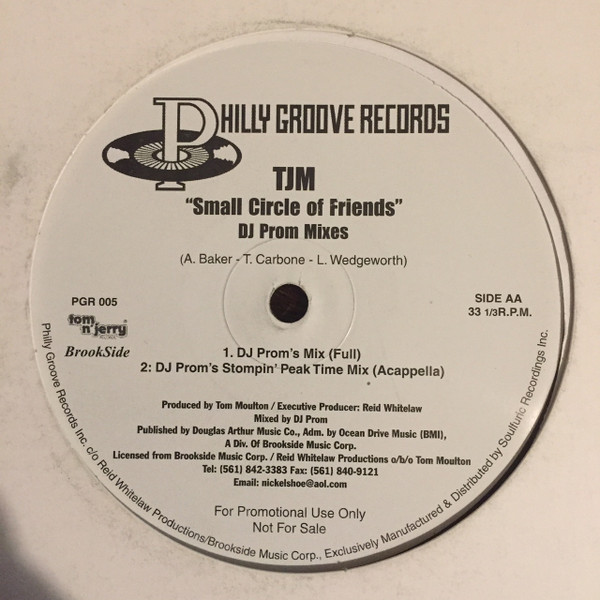 PHILLY GROOVE RECORDS
TJM
"Small Circle of Friends"
DJ Prom Mixes
(A. Baker - T. Carbone - L. Wedgeworth)
PGR 005
SIDE AA
33 1/3R.P.M.
tom n' jerry
BrookSide
1. DJ Prom's Mix (Full)
2: DJ Prom's Stompin' Peak Time Mix (Acappella)
Produced by Tom Moulton / Executive Producer: Reid Whitelaw
Mixed by DJ Prom
Published by Douglas Arthur Music Co., Adm. by Ocean Drive Music (BMI),
A Div. Of Brookside Music Corp.
Licensed from Brookside Music Corp. / Reid Whitelaw Productions o/b/o Tom Moulton
Tel: (561) 842-3383 Fax: (561) 840-9121
Email: nickelshoe@aol.com
For Promotional Use Only
Not For Sale
Philly Groove Records Inc. c/o Reid Whitelaw Productions/Brookside Music Corp., Exclusively Manufactured & Distributed by Soulfuric Recordings Inc.